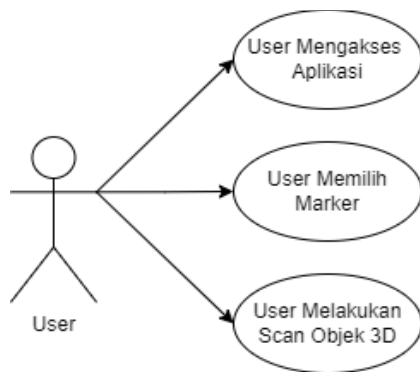 User Mengakses
Aplikasi
User Memilih
Marker
User Melakukan
Scan Objek 3D
User